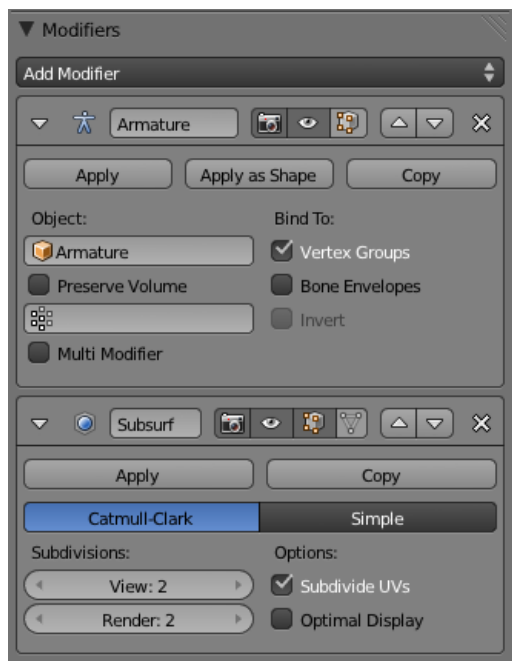 Modifiers
Add Modifier
Armature
Apply
Apply as Shape
Copy
Object:
Bind To:
Armature
Vertex Groups
Preserve Volume
Bone Envelopes
Invert
Multi Modifier
Subsurf
Apply
Copy
Catmull-Clark
Simple
Subdivisions:
Options:
View: 2
Subdivide UVs
Render: 2
Optimal Display